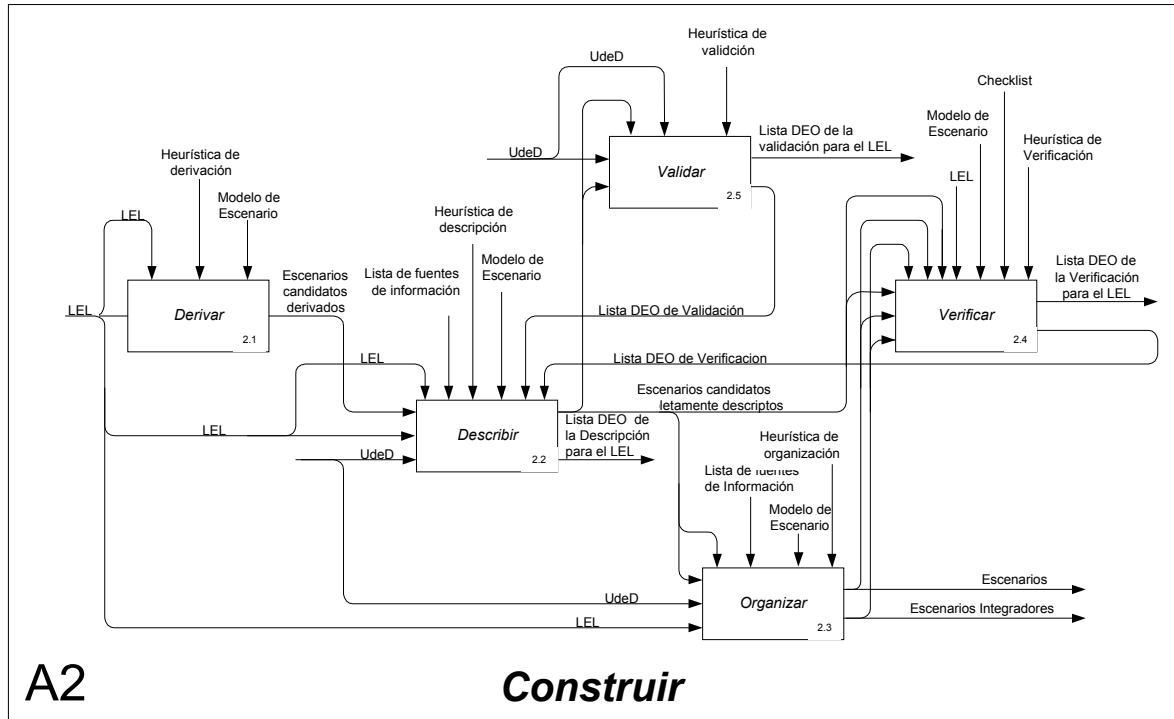 Heurística de
validción
UdeD
Checklist
Modelo de
Escenario
Lista DEO de la
validación para el LEL
Heurística de
Verificación
UdeD
Validar
2.5
Heurística de
derivación
LEL
Modelo de
Escenario
LEL
Heurística de
descripción
Lista de fuentes
de información
Modelo de
Escenario
Escenarios
candidatos
derivados
Lista DEO de
la Verificación
para el LEL
LEL
Derivar
2.1
Lista DEO de Validación
Verificar
2.4
LEL
Lista DEO de Verificacion
Escenarios candidatos
letamente descriptos
Lista DEO de
la Descripción
para el LEL
LEL
Describir
2.2
UdeD
Heurística de
organización
Lista de fuentes
de Información
Modelo de
Escenario
UdeD
Organizar
2.3
Escenarios
Escenarios Integradores
LEL
A2
Construir